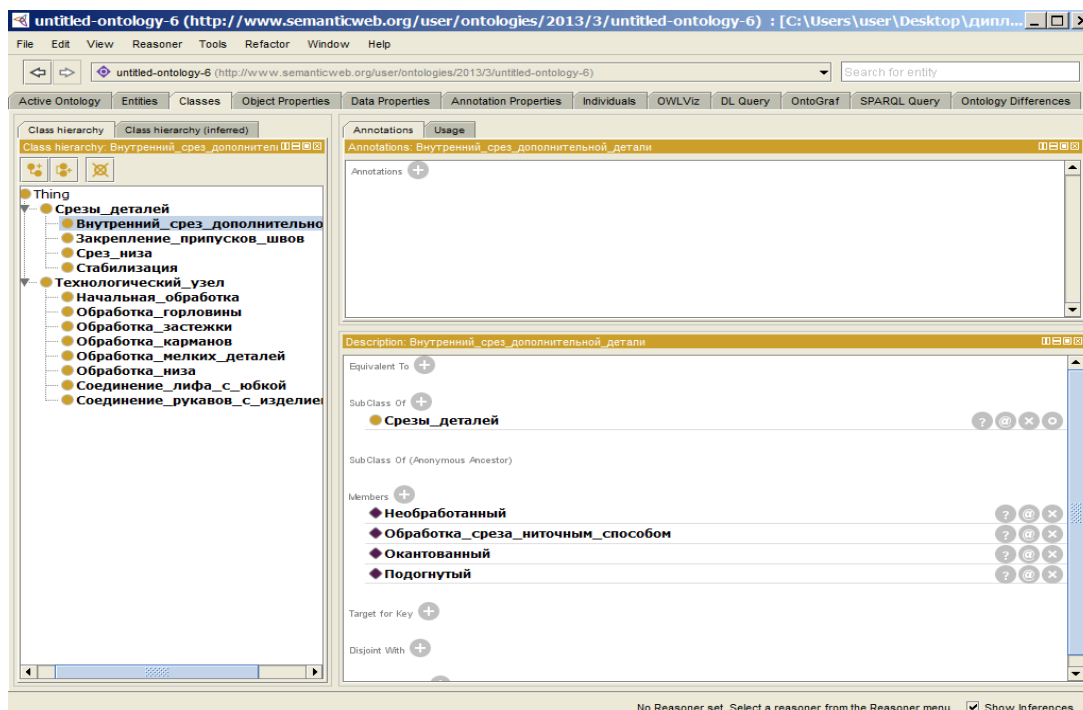 untitled-ontology-6 (http://www.semanticweb.org/user/ontologies/2013/3/untitled-ontology-6) : [C:\Users\user\Desktop\дипл...
File Edit View Reasoner Tools Refactor Window Help
untitled-ontology-6 (http://www.semanticweb.org/user/ontologies/2013/3/untitled-ontology-6)
Search for entity
Active Ontology Entities Classes Object Properties Data Properties Annotation Properties Individuals OWLViz DL Query OntoGraf SPARQL Query Ontology Differences
Class hierarchy Class hierarchy (inferred)
Class hierarchy: Внутренний_срез_дополнител
Thing
Срезы_деталей
Внутренний_срез_дополнительно
Закрепление_припусков_швов
Срез_низа
Стабилизация
Технологический_узел
Начальная_обработка
Обработка_горловины
Обработка_застежки
Обработка_карманов
Обработка_мелких_деталей
Обработка_низа
Соединение_лифа_с_юбкой
Соединение_рукавов_с_издели
Annotations Usage
Annotations: Внутренний_срез_дополнительной_детали
Annotations
Description: Внутренний_срез_дополнительной_детали
Equivalent To
SubClass Of
Срезы_деталей
SubClass Of (Anonymous Ancestor)
Members
Необработанный
Обработка_среза_ниточным_способом
Окантованный
Подогнутый
Target for Key
Disjoint With
No Reasoner set. Select a reasoner from the Reasoner menu Show Inferences